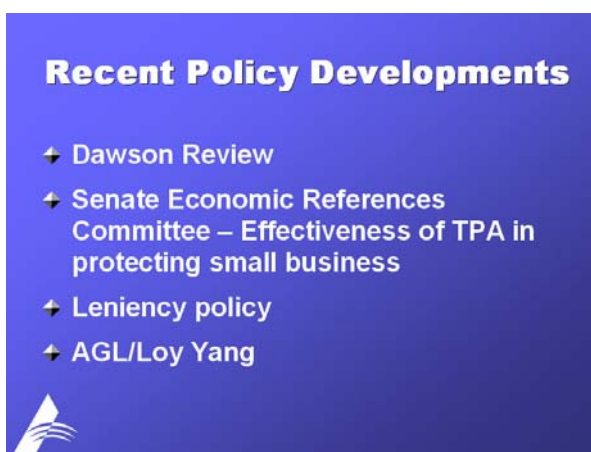 Recent Policy Developments
Dawson Review
Senate Economic References
Committee – Effectiveness of TPA in
protecting small business
Leniency policy
AGL/Loy Yang